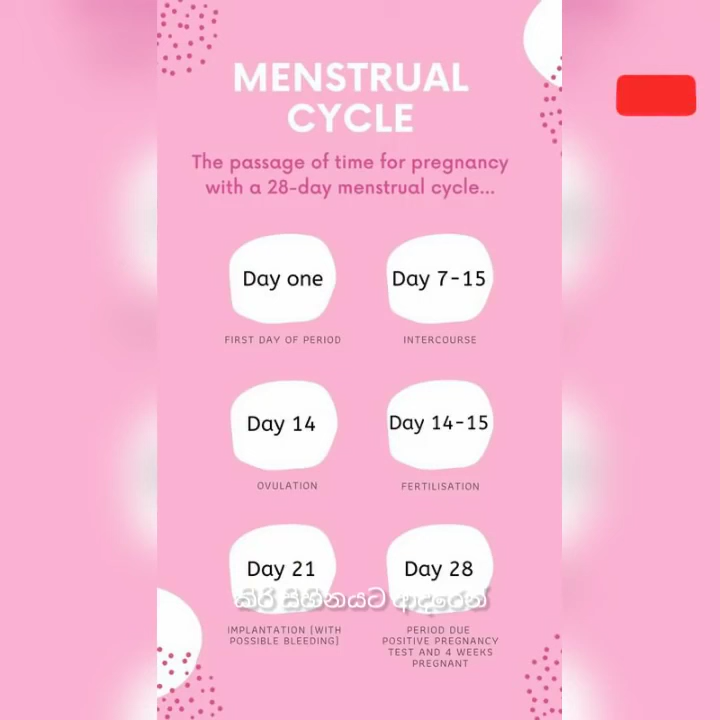 MENSTRUAL
CYCLE
The passage of time for pregnancy
with a 28-day menstrual cycle...
Day one
FIRST DAY OF PERIOD
Day 7-15
INTERCOURSE
Day 14
OVULATION
Day 14-15
FERTILISATION
Day 21
IMPLANTATION [WITH
POSSIBLE BLEEDING]
Day 28
PERIOD DUE
POSITIVE PREGNANCY
TEST AND 4 WEEKS
PREGNANT
කිරි සිහිනයට ආදරෙන්